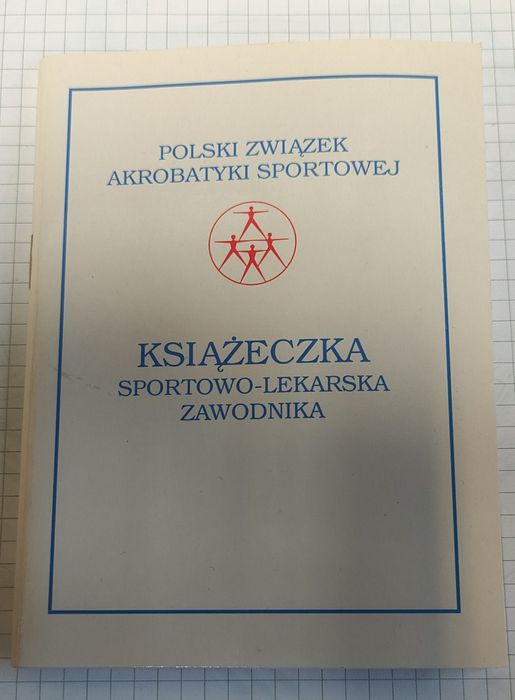 POLSKI ZWIĄZEK
AKROBATYKI SPORTOWEJ
KSIĄŻECZKA
SPORTOWO-LEKARSKA
ZAWODNIKA